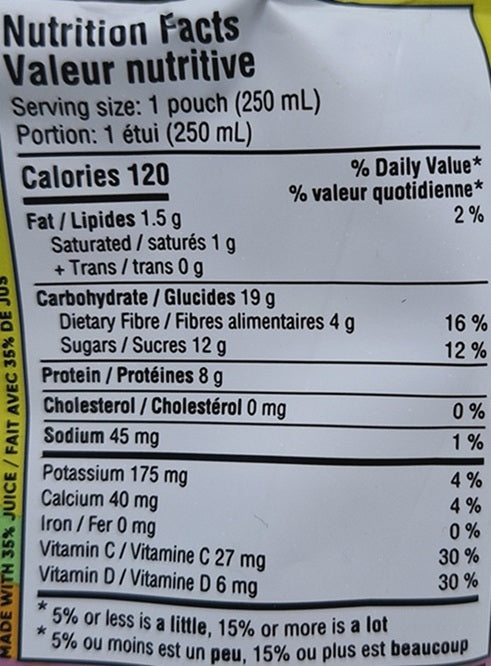 Nutrition Facts
Valeur nutritive
Serving size: 1 pouch (250 mL)
Portion: 1 étui (250 mL)
Calories 120
% Daily Value*
% valeur quotidienne*
Fat / Lipides 1.5 g 2 %
Saturated / saturés 1 g
+ Trans / trans 0 g
Carbohydrate / Glucides 19 g
Dietary Fibre / Fibres alimentaires 4 g 16 %
Sugars / Sucres 12 g 12 %
Protein / Protéines 8 g
Cholesterol / Cholestérol 0 mg 0 %
Sodium 45 mg 1 %
Potassium 175 mg 4 %
Calcium 40 mg 4 %
Iron / Fer 0 mg 0 %
Vitamin C / Vitamine C 27 mg 30 %
Vitamin D / Vitamine D 6 mg 30 %
* 5% or less is a little, 15% or more is a lot
* 5% ou moins est un peu, 15% ou plus est beaucoup
MADE WITH 35% JUICE / FAIT AVEC 35% DE JUS